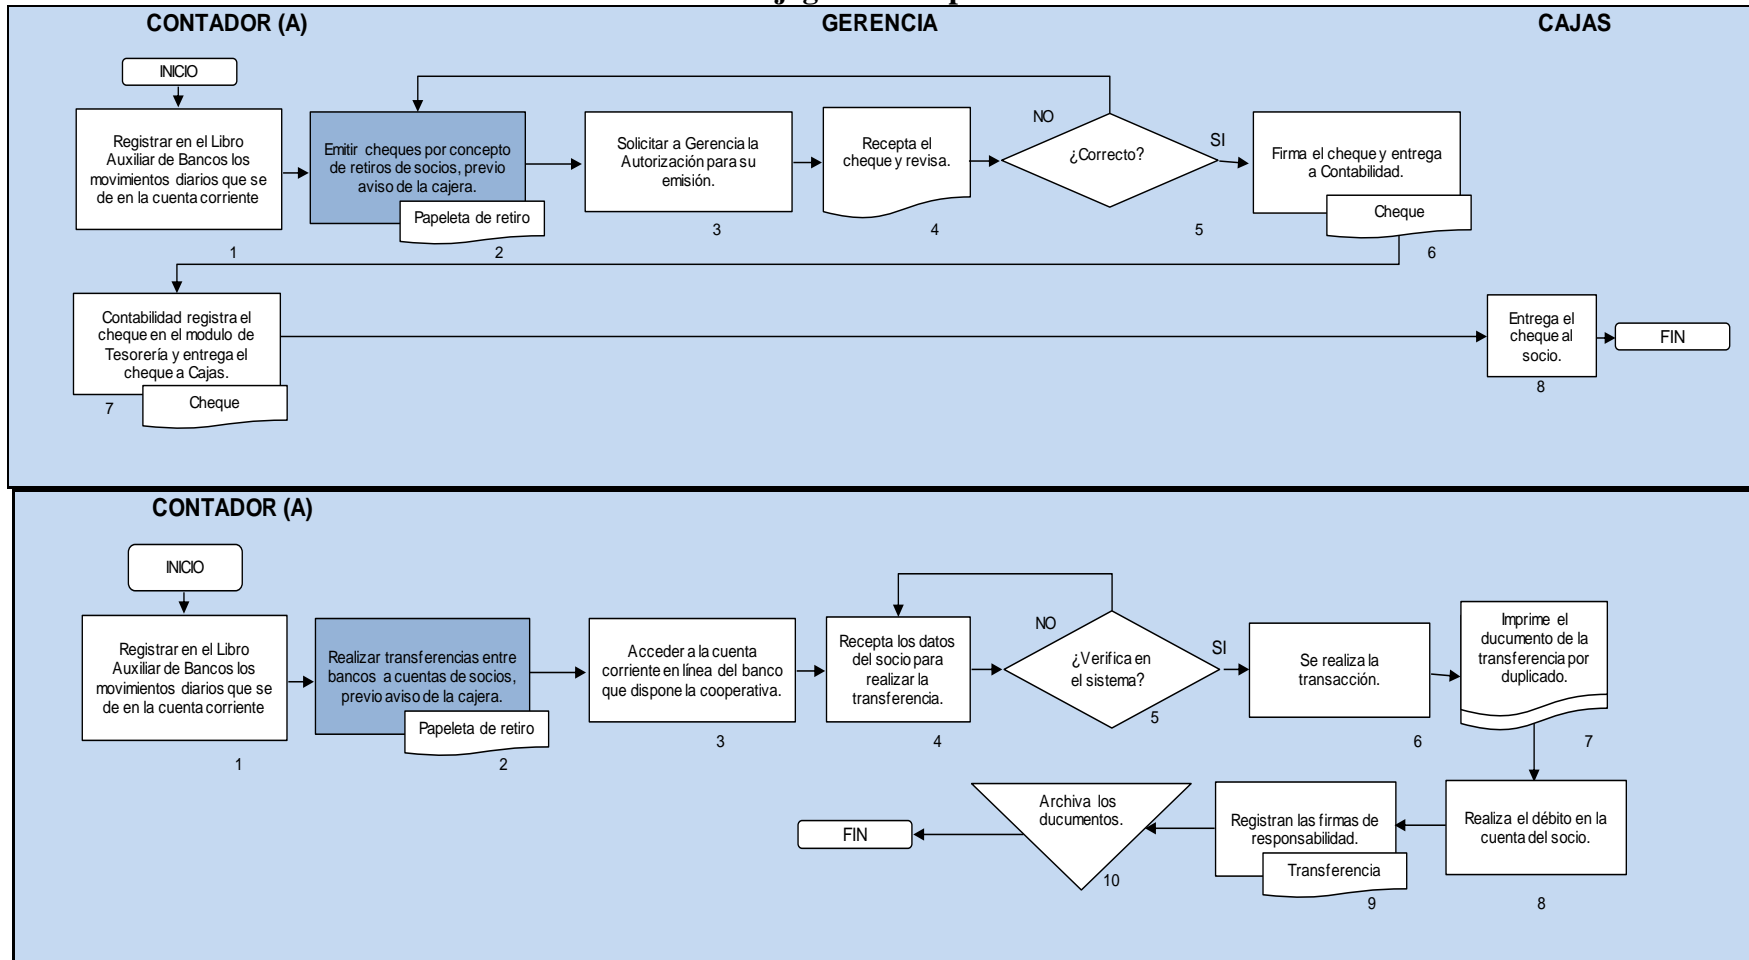 CONTADOR (A)
GERENCIA
CAJAS
INICIO
Registrar en el Libro
Auxiliar de Bancos los
movimientos diarios que se
de en la cuenta corriente
1
Emitir cheques por concepto
de retiros de socios, previo
aviso de la cajera.
Papeleta de retiro
2
Solicitar a Gerencia la
Autorización para su
emisión.
3
Recepta el
cheque y revisa.
4
NO
¿Correcto?
SI
5
Firma el cheque y entrega
a Contabilidad.
Cheque
6
Contabilidad registra el
cheque en el modulo de
Tesorería y entrega el
cheque a Cajas.
7
Cheque
Entrega el
cheque al
socio.
8
FIN
CONTADOR (A)
INICIO
Registrar en el Libro
Auxiliar de Bancos los
movimientos diarios que se
de en la cuenta corriente
1
Realizar transferencias entre
bancos a cuentas de socios,
previo aviso de la cajera.
Papeleta de retiro
2
Acceder a la cuenta
corriente en línea del banco
que dispone la cooperativa.
3
Recepta los datos
del socio para
realizar la
transferencia.
4
NO
¿Verifica en
el sistema?
SI
5
Se realiza la
transacción.
6
Imprime el
ducumento de la
transferencia por
duplicado.
7
Realiza el débito en la
cuenta del socio.
8
Registran las firmas de
responsabilidad.
Transferencia
9
Archiva los
ducumentos.
10
FIN